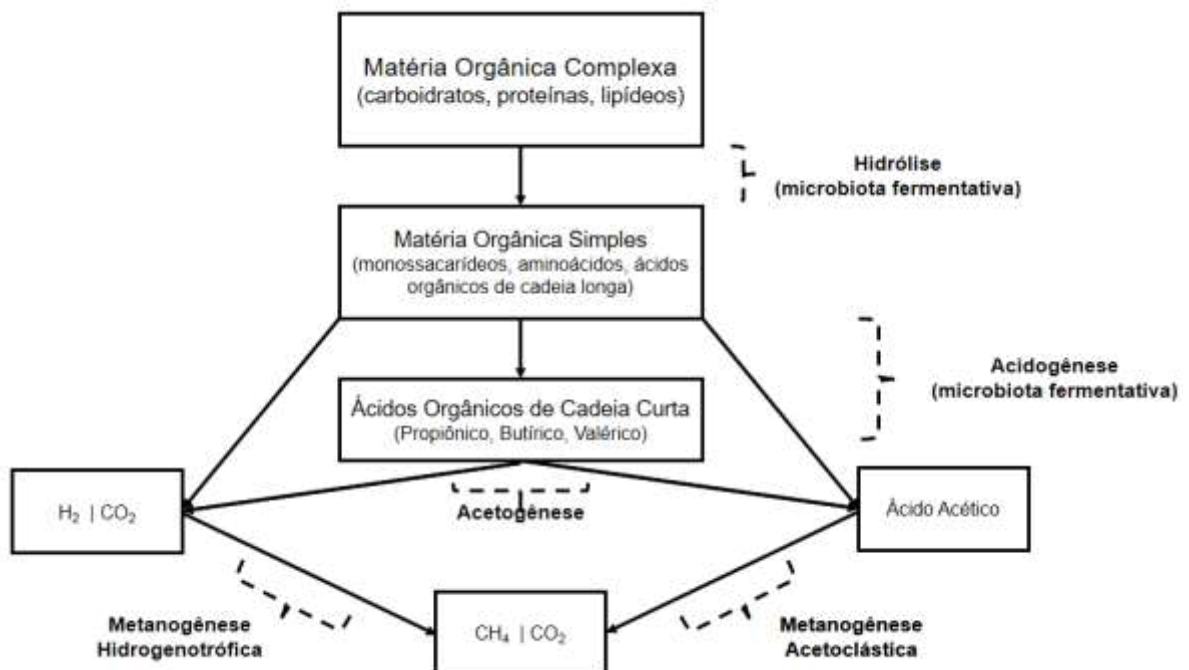 Matéria Orgânica Complexa
(carboidratos, proteínas, lipídeos)
Hidrólise
(microbiota fermentativa)
Matéria Orgânica Simples
(monossacarídeos, aminoácidos, ácidos
orgânicos de cadeia longa)
Acidogênese
(microbiota fermentativa)
Ácidos Orgânicos de Cadeia Curta
(Propiônico, Butírico, Valérico)
H₂ | CO₂
Acetogênese
Ácido Acético
Metanogênese
Hidrogenotrófica
CH₄ | CO₂
Metanogênese
Acetoclástica